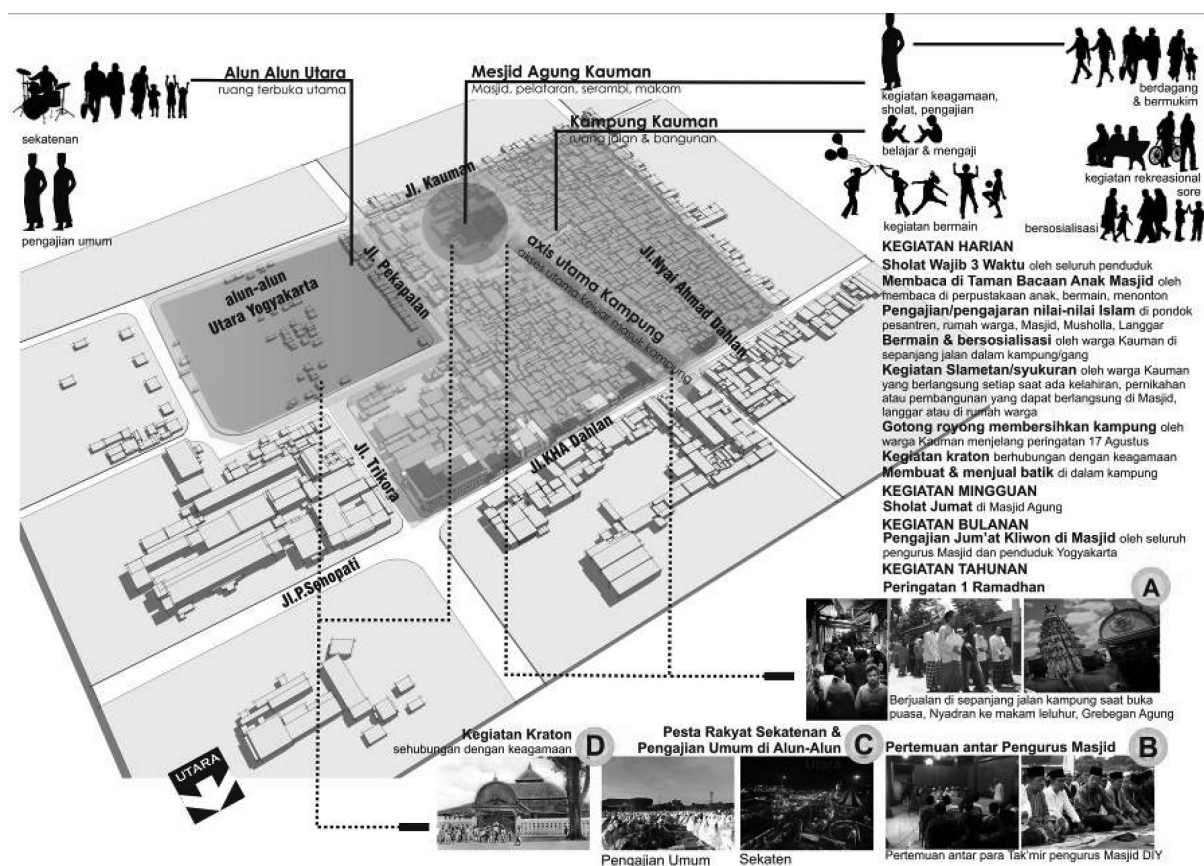 Alun Alun Utara
ruang terbuka utama
Mesjid Agung Kauman
Masjid, pelataran, serambi, makam
Kampung Kauman
ruang jalan & bangunan
sekatenan
pengajian umum
kegiatan keagamaan,
sholat, pengajian
berdagang
& bermukim
belajar & mengaji
kegiatan rekreasional
sore
kegiatan bermain
bersosialisasi
Jl. Kauman
Jl. Pekapalan
alun-alun
Utara Yogyakarta
axis utama Kampung
akses utama keluar masuk kampung
Jl.Nyai Ahmad Dahlan
Jl.KHA Dahlan
Jl. Trikora
Jl.P.Senopati
UTARA
KEGIATAN HARIAN
Sholat Wajib 3 Waktu oleh seluruh penduduk
Membaca di Taman Bacaan Anak Masjid oleh
membaca di perpustakaan anak, bermain, menonton
Pengajian/pengajaran nilai-nilai Islam di pondok
pesantren, rumah warga, Masjid, Musholla, Langgar
Bermain & bersosialisasi oleh warga Kauman di
sepanjang jalan dalam kampung/gang
Kegiatan Slametan/syukuran oleh warga Kauman
yang berlangsung setiap saat ada kelahiran, pernikahan
atau pembangunan yang dapat berlangsung di Masjid,
langgar atau di rumah warga
Gotong royong membersihkan kampung oleh
warga Kauman menjelang peringatan 17 Agustus
Kegiatan kraton berhubungan dengan keagamaan
Membuat & menjual batik di dalam kampung
KEGIATAN MINGGUAN
Sholat Jumat di Masjid Agung
KEGIATAN BULANAN
Pengajian Jum'at Kliwon di Masjid oleh seluruh
pengurus Masjid dan penduduk Yogyakarta
KEGIATAN TAHUNAN
Peringatan 1 Ramadhan
A
Berjualan di sepanjang jalan kampung saat buka
puasa, Nyadran ke makam leluhur, Grebegan Agung
Kegiatan Kraton
sehubungan dengan keagamaan
D
Pesta Rakyat Sekatenan &
Pengajian Umum di Alun-Alun
Utara
C
Pengajian Umum
Sekaten
Pertemuan antar Pengurus Masjid
B
Pertemuan antar para Tak'mir pengurus Masjid DIY